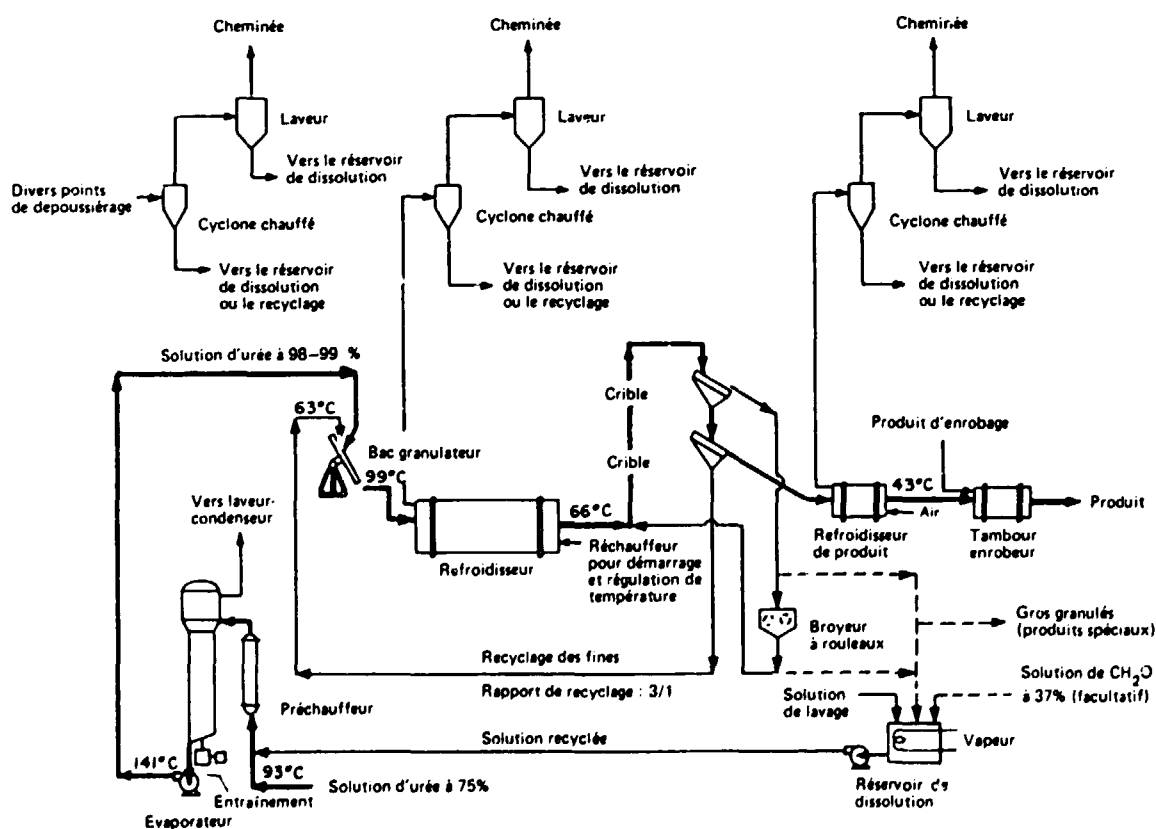 Cheminée
Cheminée
Cheminée
Laveur
Laveur
Laveur
Vers le réservoir
de dissolution
Vers le réservoir
de dissolution
Vers le réservoir
de dissolution
Divers points
de depoussiérage
Cyclone chauffé
Cyclone chauffé
Cyclone chauffé
Vers le réservoir
de dissolution
ou le recyclage
Vers le réservoir
de dissolution
ou le recyclage
Vers le réservoir
de dissolution
ou le recyclage
Solution d'urée à 98-99 %
63°C
Bac granulateur
99°C
Crible
Crible
Produit d'enrobage
Vers laveur-
condenseur
66°C
Refroidisseur
Réchauffeur
pour démarrage
et régulation de
température
43°C
Air
Refroidisseur
de produit
Tambour
enrobeur
Produit
Broyeur
à rouleaux
Gros granulés
(produits spéciaux)
Recyclage des fines
Rapport de recyclage : 3/1
Solution
de lavage
Solution de CH2O
à 37% (facultatif)
Préchauffeur
Solution recyclée
Vapeur
Réservoir de
dissolution
141°C
93°C
Solution d'urée à 75%
Entraînement
Evaporateur